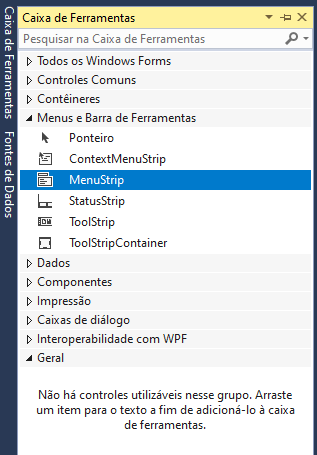 Caixa de Ferramentas
Fontes de Dados
Caixa de Ferramentas
Pesquisar na Caixa de Ferramentas
Todos os Windows Forms
Controles Comuns
Contêineres
Menus e Barra de Ferramentas
Ponteiro
ContextMenuStrip
MenuStrip
StatusStrip
ToolStrip
ToolStripContainer
Dados
Componentes
Impressão
Caixas de diálogo
Interoperabilidade com WPF
Geral
Não há controles utilizáveis nesse grupo. Arraste
um item para o texto a fim de adicioná-lo à caixa
de ferramentas.